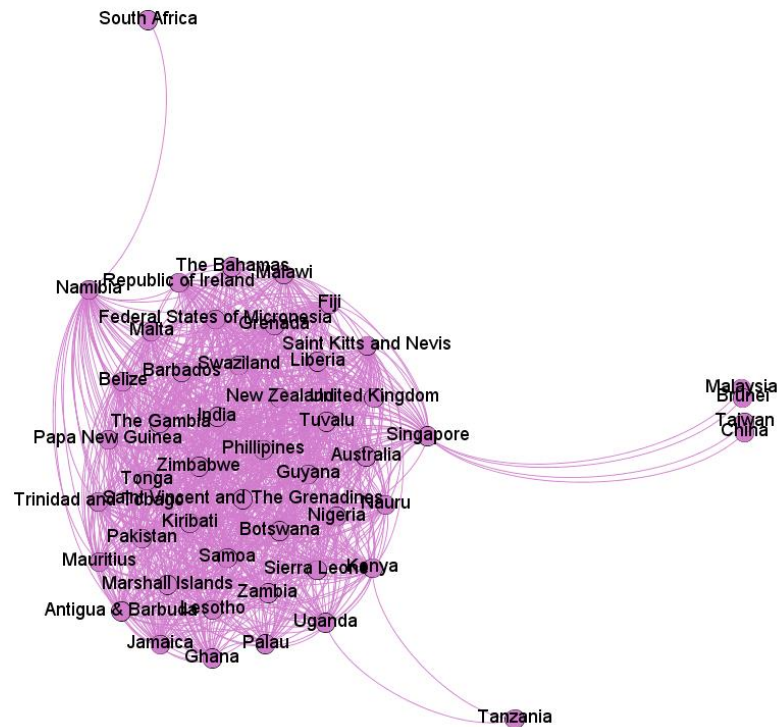 South Africa
The Bahamas
Republic of Ireland
Malawi
Namibia
Fiji
Federal States of Micronesia
Grenada
Malta
Saint Kitts and Nevis
Swaziland
Liberia
Barbados
Belize
Malaysia
Brunei
New Zealand
United Kingdom
India
The Gambia
Tuvalu
Taiwan
China
Papa New Guinea
Singapore
Phillipines
Australia
Zimbabwe
Guyana
Tonga
Trinidad and Tobago
Saint Vincent and The Grenadines
Nauru
Nigeria
Kiribati
Botswana
Pakistan
Samoa
Mauritius
Sierra Leone
Kenya
Marshall Islands
Zambia
Antigua & Barbuda
Lesotho
Uganda
Jamaica
Palau
Ghana
Tanzania